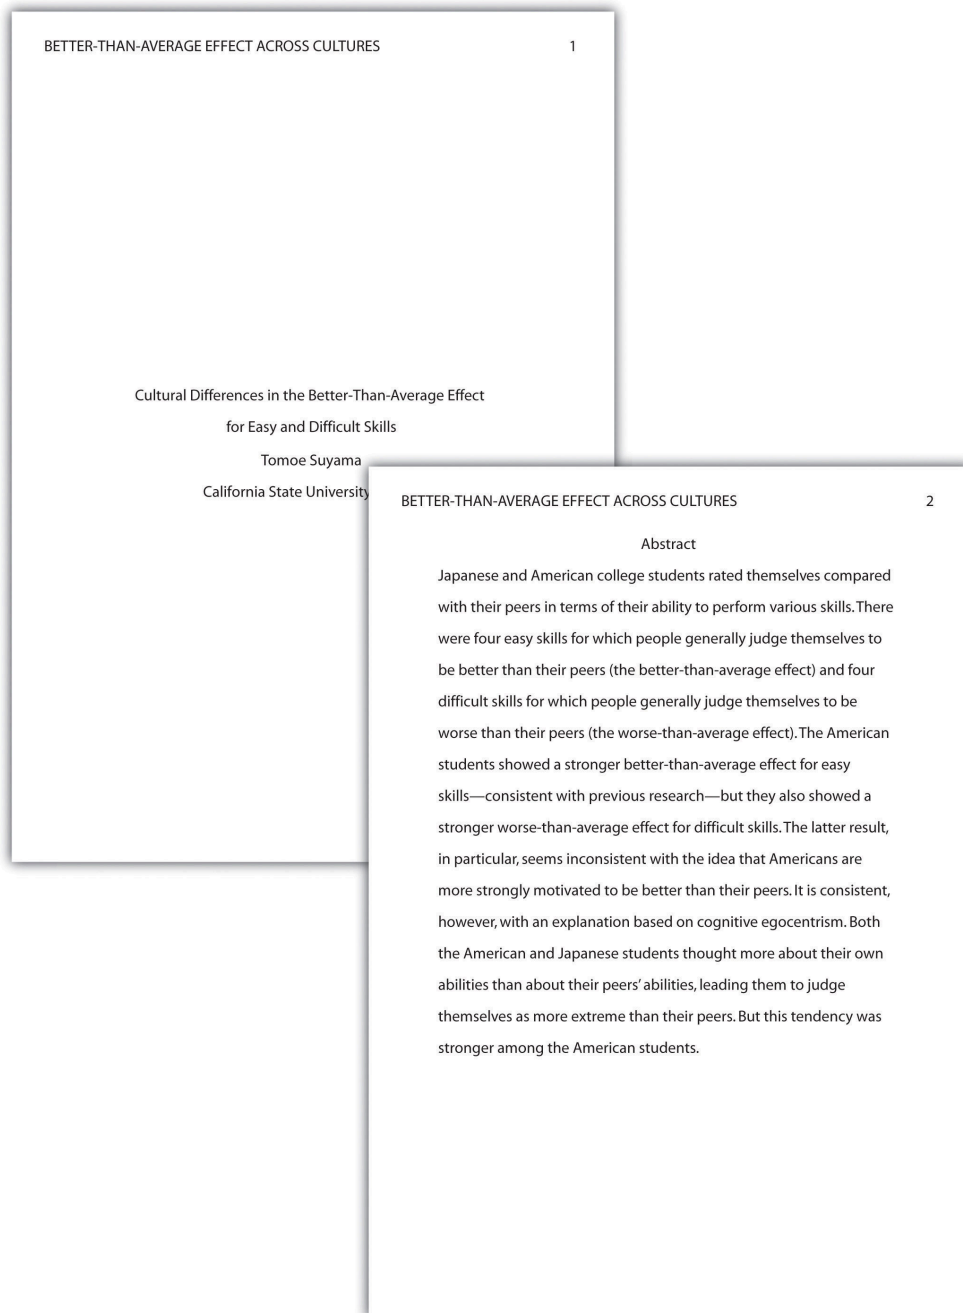 BETTER-THAN-AVERAGE EFFECT ACROSS CULTURES 1
Cultural Differences in the Better-Than-Average Effect
for Easy and Difficult Skills
Tomoe Suyama
California State University
BETTER-THAN-AVERAGE EFFECT ACROSS CULTURES 2
Abstract
Japanese and American college students rated themselves compared
with their peers in terms of their ability to perform various skills. There
were four easy skills for which people generally judge themselves to
be better than their peers (the better-than-average effect) and four
difficult skills for which people generally judge themselves to be
worse than their peers (the worse-than-average effect). The American
students showed a stronger better-than-average effect for easy
skills—consistent with previous research—but they also showed a
stronger worse-than-average effect for difficult skills. The latter result,
in particular, seems inconsistent with the idea that Americans are
more strongly motivated to be better than their peers. It is consistent,
however, with an explanation based on cognitive egocentrism. Both
the American and Japanese students thought more about their own
abilities than about their peers’ abilities, leading them to judge
themselves as more extreme than their peers. But this tendency was
stronger among the American students.